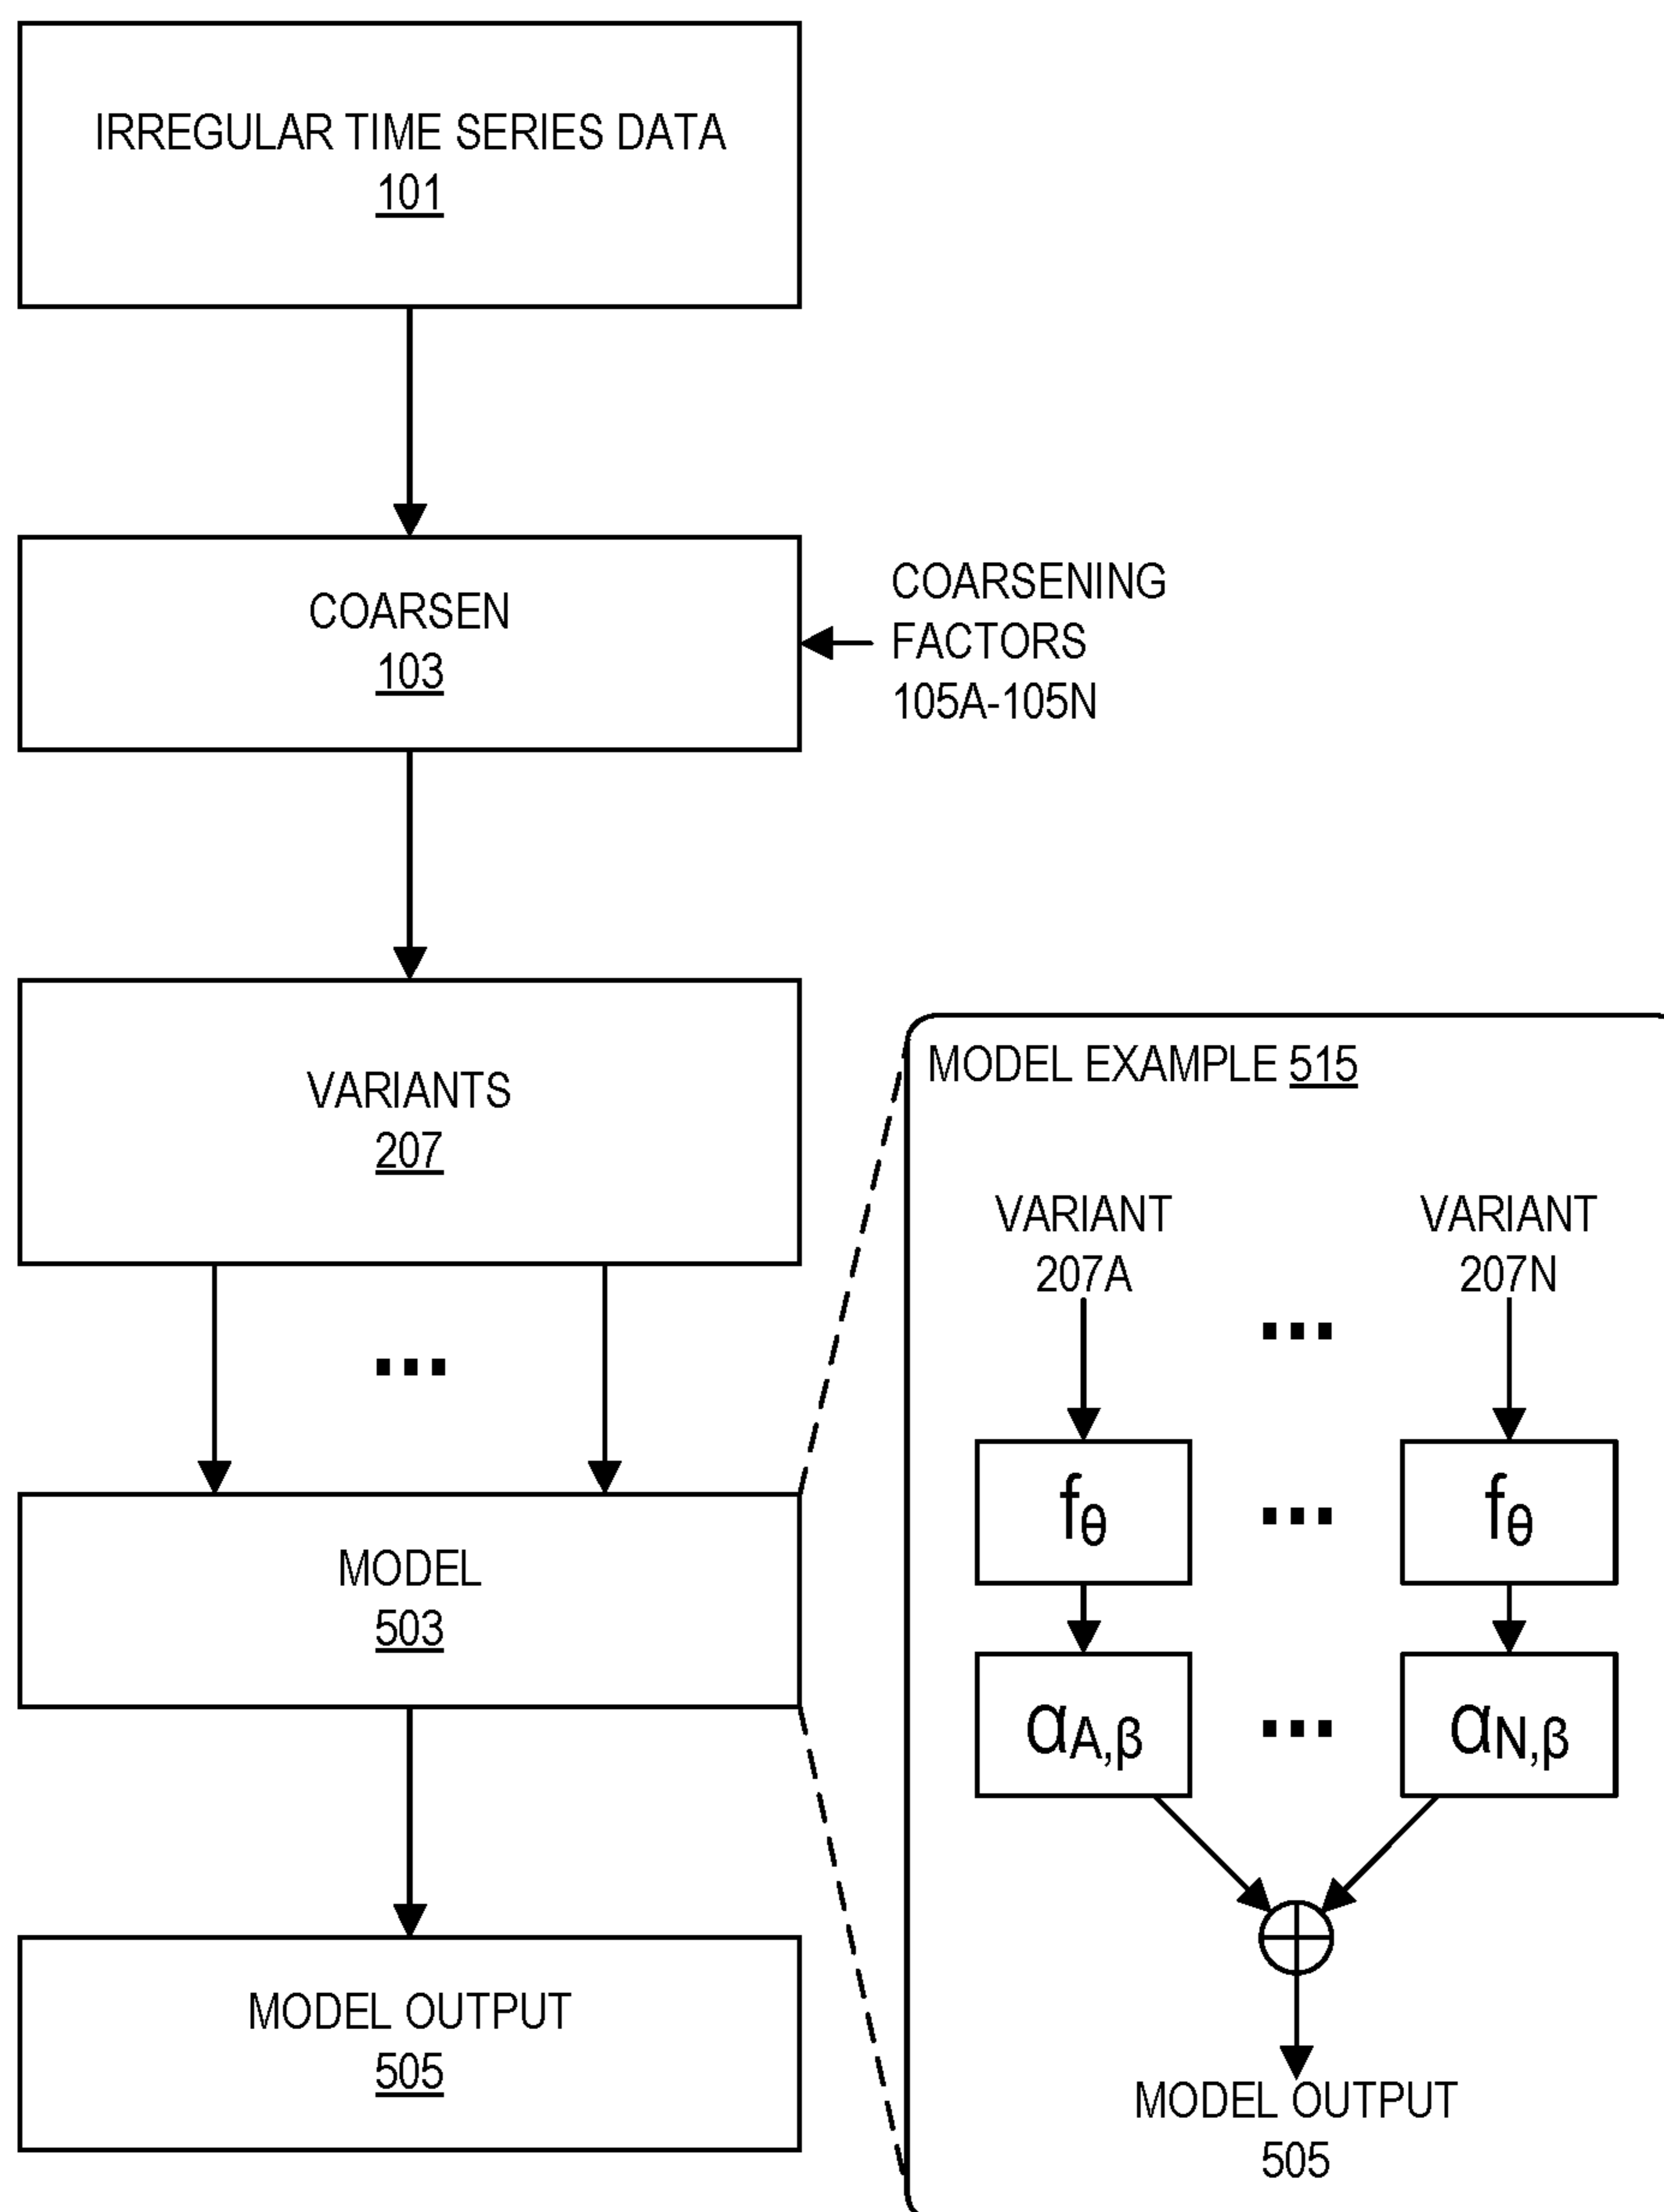 IRREGULAR TIME SERIES DATA
101
COARSEN
103
COARSENING
FACTORS
105A-105N
VARIANTS
207
...
MODEL
503
MODEL OUTPUT
505
MODEL EXAMPLE 515
VARIANT
207A
...
VARIANT
207N
fθ
...
fθ
αA,β
...
αN,β
MODEL OUTPUT
505